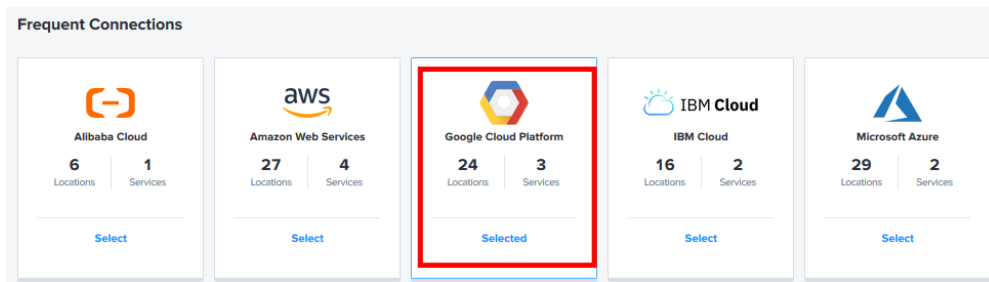 Frequent Connections
aws
IBM Cloud
Alibaba Cloud
Amazon Web Services
Google Cloud Platform
IBM Cloud
Microsoft Azure
6 1 27 4 24 3 16 2 29 2
Locations Services Locations Services Locations Services Locations Services Locations Services
Select Select Selected Select Select